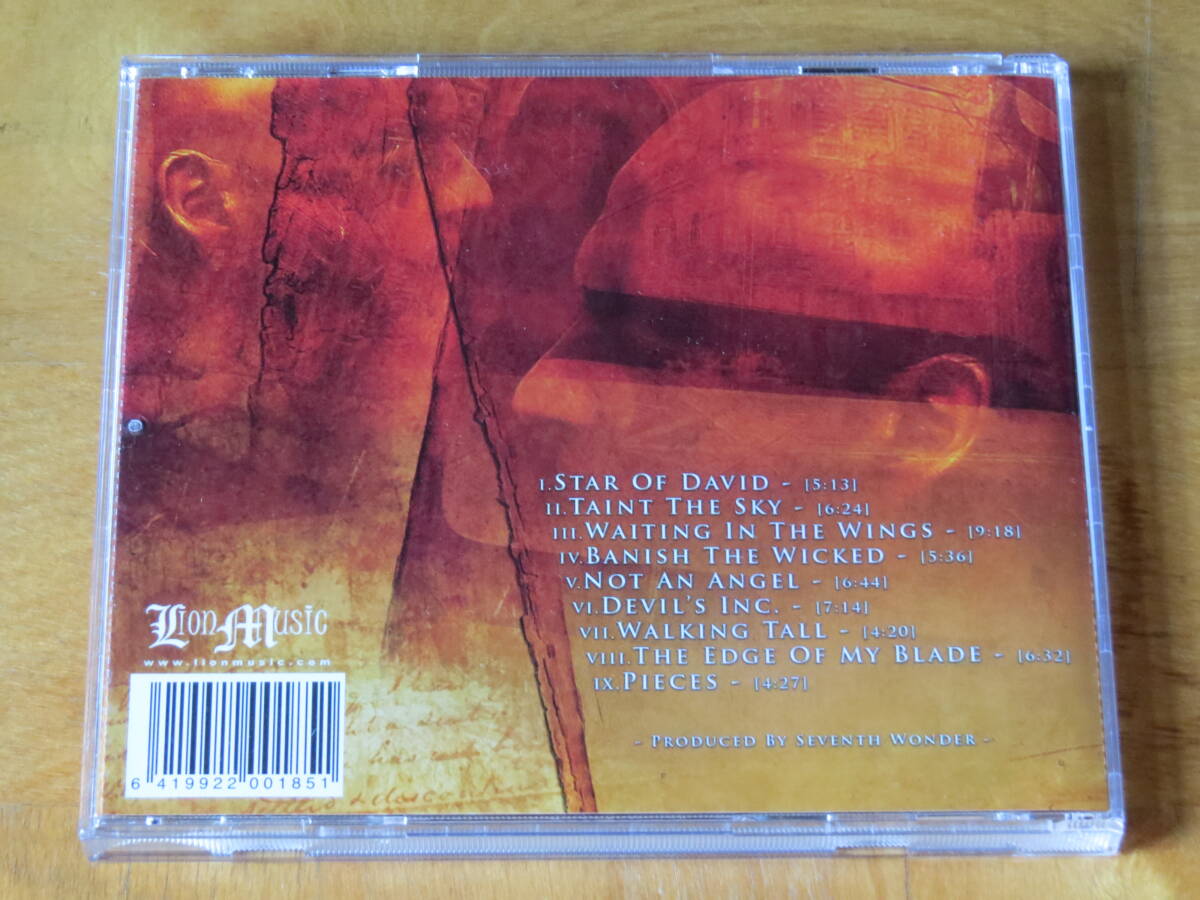 I. STAR OF DAVID - [5:13]
II. TAINT THE SKY - [6:24]
III. WAITING IN THE WINGS - [9:18]
IV. BANISH THE WICKED - [5:36]
V. NOT AN ANGEL - [6:44]
VI. DEVIL'S INC. - [7:14]
VII. WALKING TALL - [4:20]
VIII. THE EDGE OF MY BLADE - [6:32]
IX. PIECES - [4:27]
- PRODUCED BY SEVENTH WONDER -
Lion Music
www.lionmusic.com
6 419922 001851